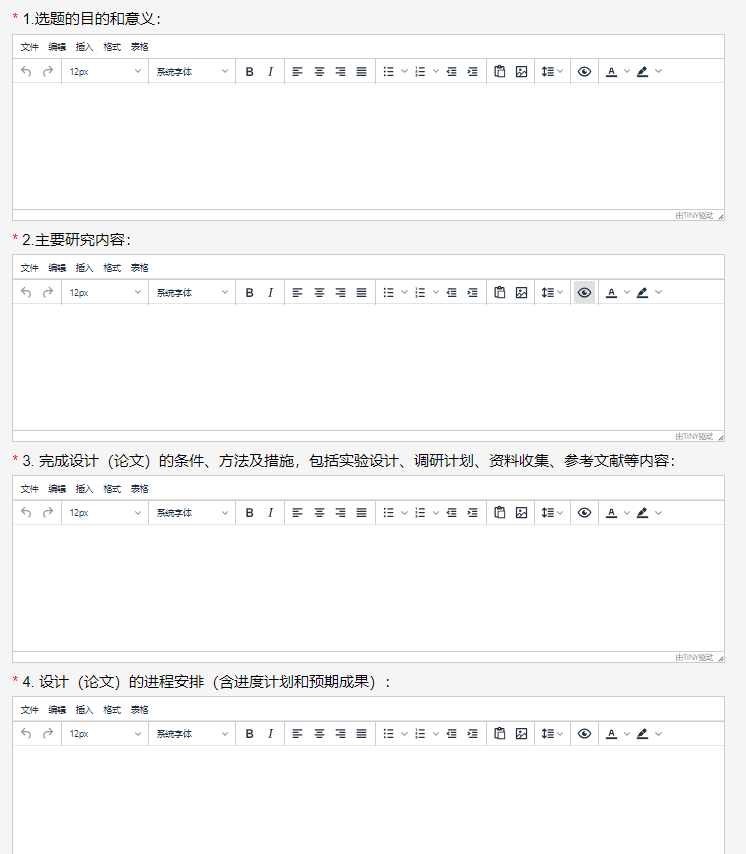 * 1.选题的目的和意义：
文件 编辑 插入 格式 表格
12px 系统字体 B I A
由TINY驱动
* 2.主要研究内容：
文件 编辑 插入 格式 表格
12px 系统字体 B I A
由TINY驱动
* 3. 完成设计（论文）的条件、方法及措施，包括实验设计、调研计划、资料收集、参考文献等内容：
文件 编辑 插入 格式 表格
12px 系统字体 B I A
由TINY驱动
* 4. 设计（论文）的进程安排（含进度计划和预期成果）：
文件 编辑 插入 格式 表格
12px 系统字体 B I A